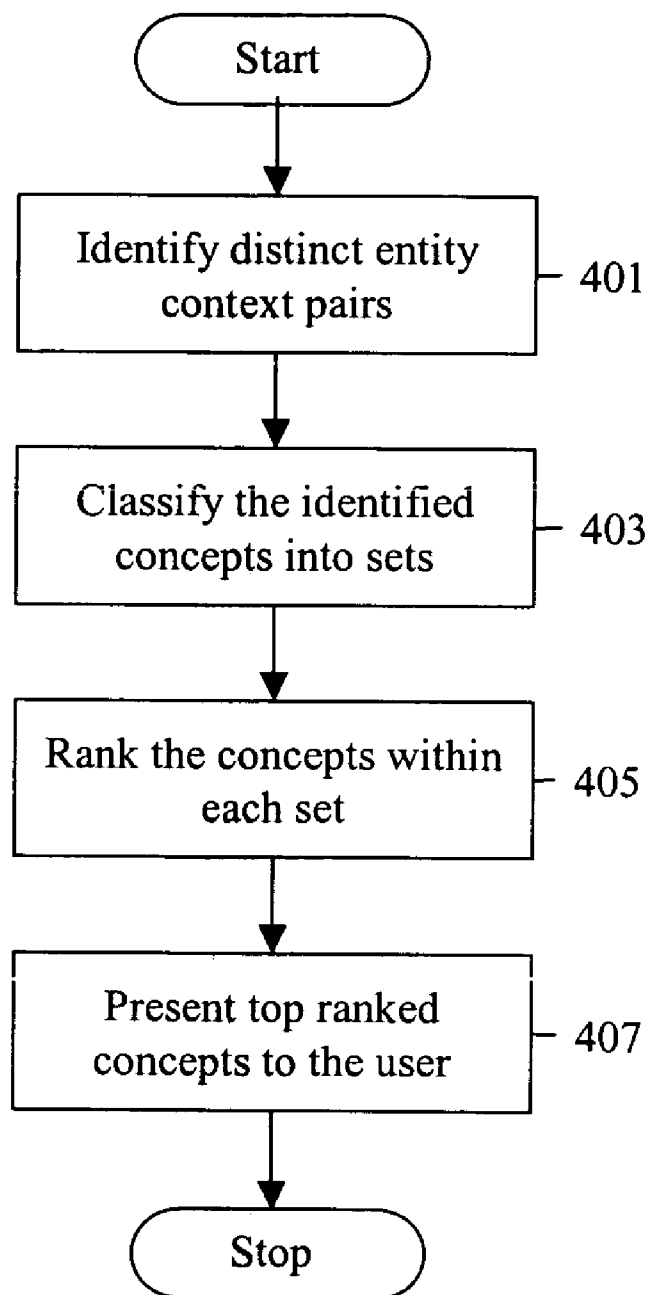 Start
Identify distinct entity
context pairs
401
Classify the identified
concepts into sets
403
Rank the concepts within
each set
405
Present top ranked
concepts to the user
407
Stop